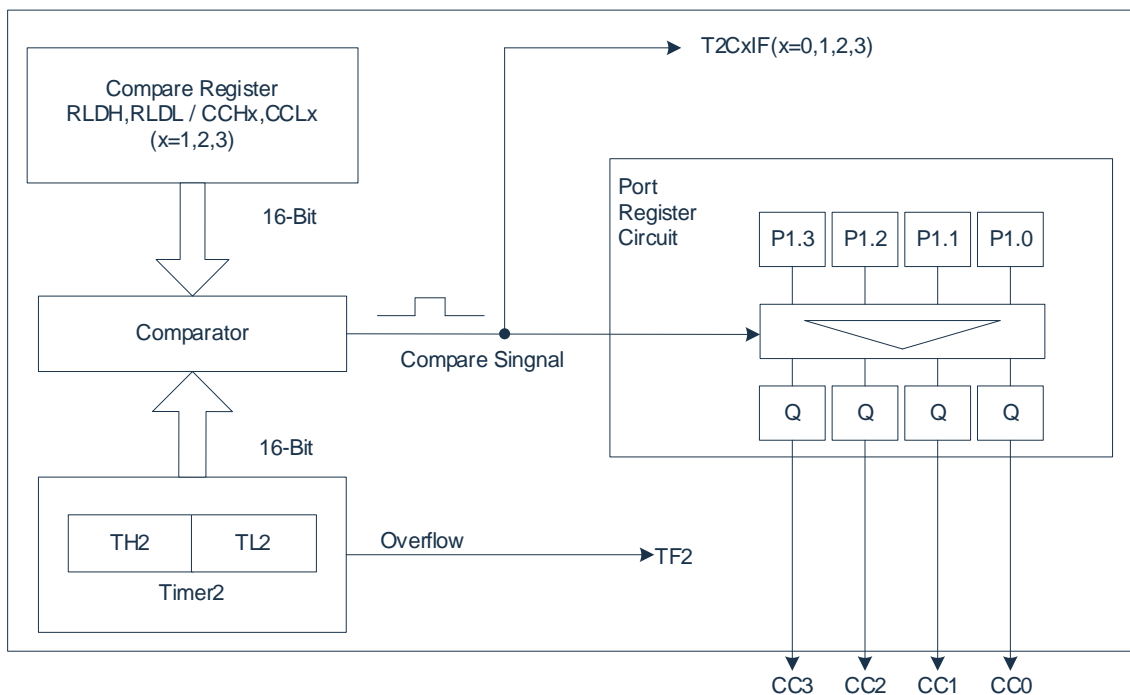 T2CxIF(x=0,1,2,3)
Compare Register
RLDH,RLDL / CCHx,CCLx
(x=1,2,3)
16-Bit
Port
Register
Circuit
P1.3
P1.2
P1.1
P1.0
Comparator
Compare Singnal
Q
Q
Q
Q
16-Bit
TH2
TL2
Timer2
Overflow
TF2
CC3
CC2
CC1
CC0